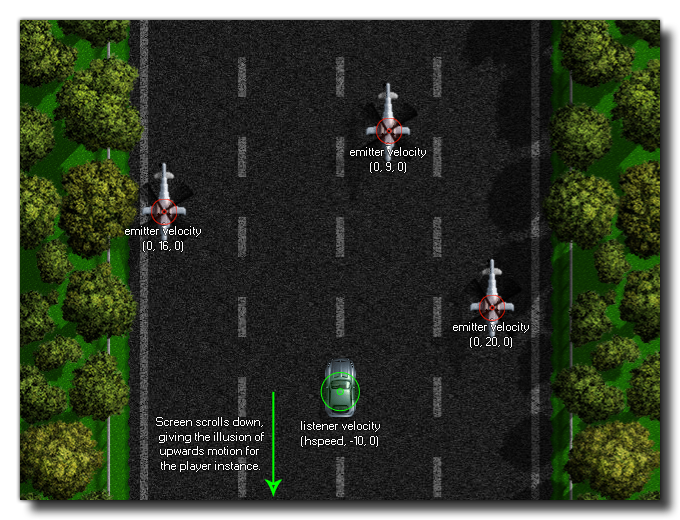 emitter velocity
(0, 9, 0)
emitter velocity
(0, 16, 0)
emitter velocity
(0, 20, 0)
Screen scrolls down,
giving the illusion of
upwards motion for
the player instance.
listener velocity
(hspeed, -10, 0)